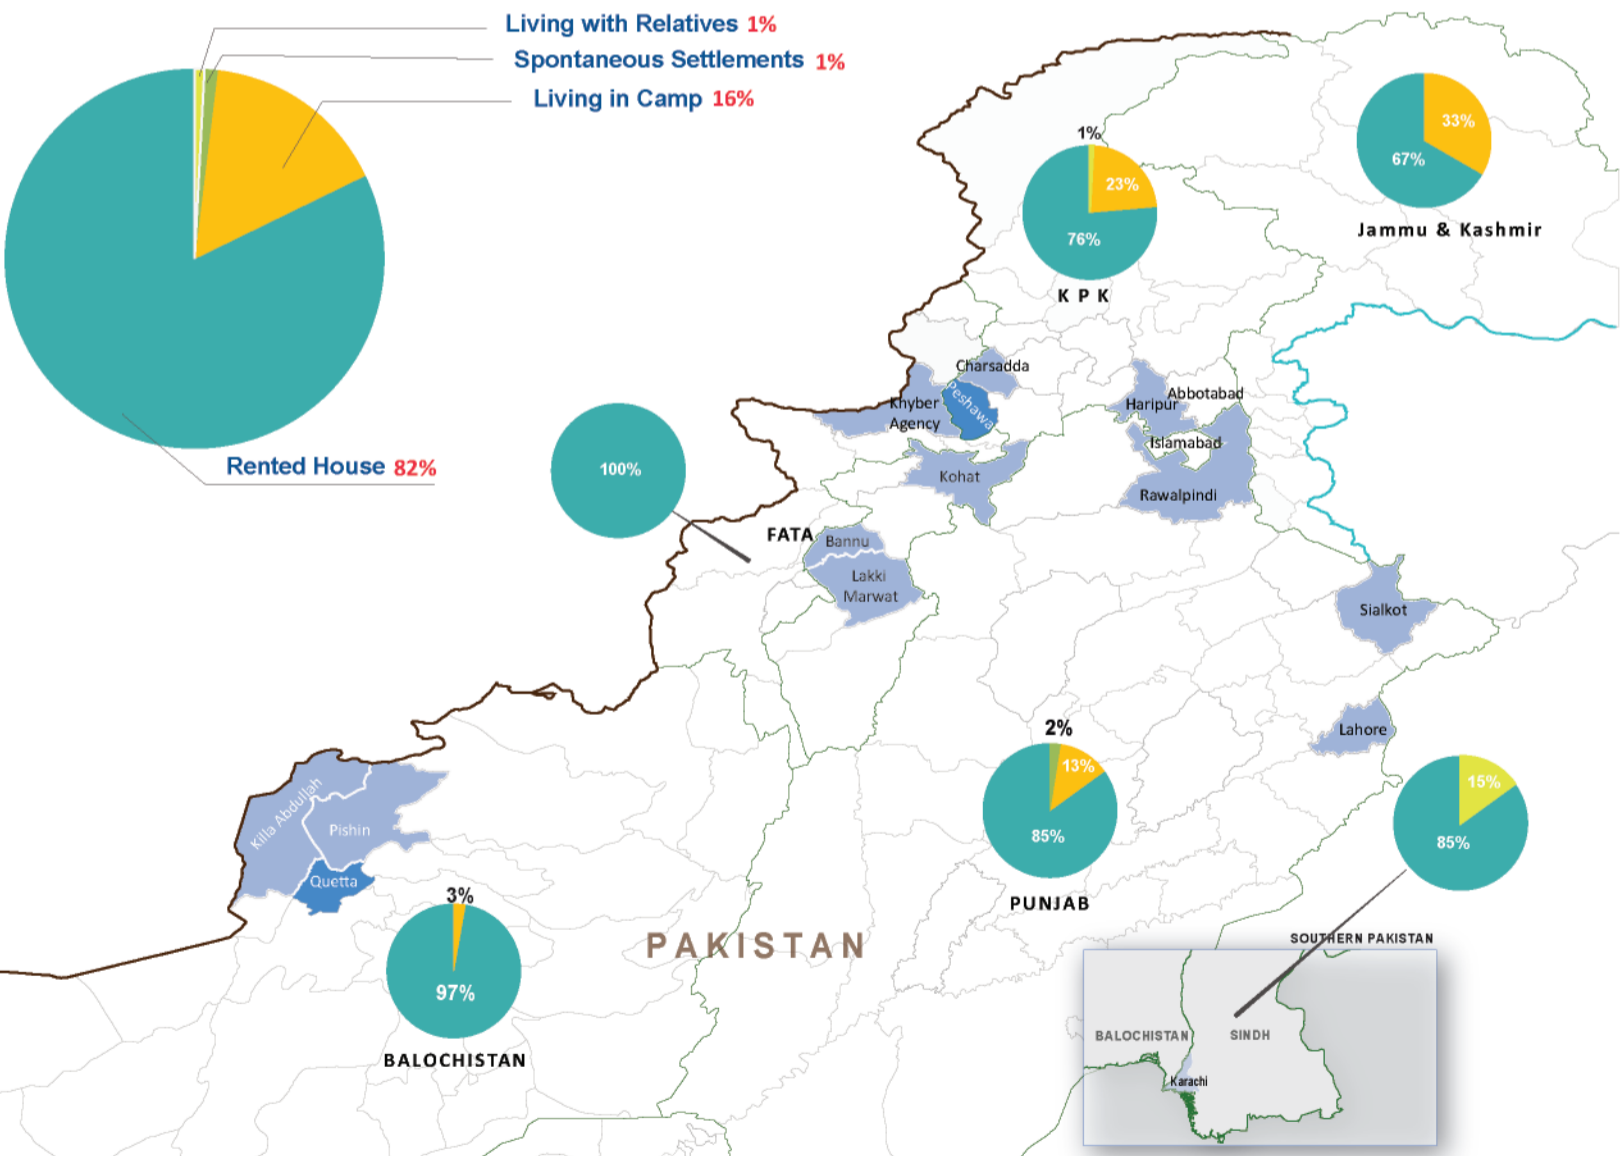 Living with Relatives 1%
Spontaneous Settlements 1%
Living in Camp 16%
Rented House 82%
33%
67%
Jammu & Kashmir
1%
23%
76%
K P K
Charsadda
Peshawa
Khyber
Agency
Abbotabad
Haripur
Islamabad
Kohat
Rawalpindi
100%
FATA
Bannu
Lakki
Marwat
Sialkot
Lahore
2%
13%
85%
PUNJAB
15%
85%
Killa Abdullah
Pishin
Quetta
3%
97%
BALOCHISTAN
PAKISTAN
SOUTHERN PAKISTAN
BALOCHISTAN
SINDH
Karachi